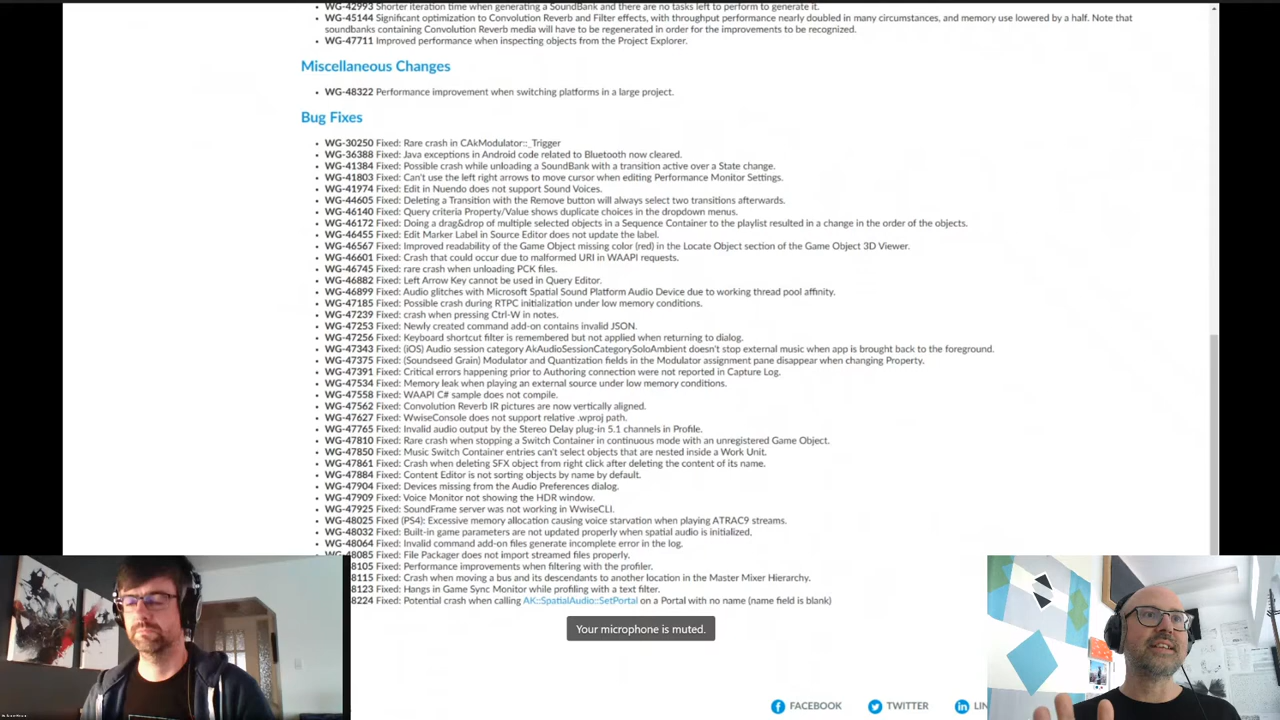 WG-42993 Shorter iteration time when generating a SoundBank and there are no tasks left to perform to generate it.
WG-45144 Significant optimization to Convolution Reverb and Filter effects, with throughput performance nearly doubled in many circumstances, and memory use lowered by a half. Note that
soundbanks containing Convolution Reverb media will have to be regenerated in order for the improvements to be recognized.
WG-47711 Improved performance when inspecting objects from the Project Explorer.
Miscellaneous Changes
WG-48322 Performance improvement when switching platforms in a large project.
Bug Fixes
WG-30250 Fixed: Rare crash in CAkModulator::_Trigger
WG-36388 Fixed: Java exceptions in Android code related to Bluetooth now cleared.
WG-41384 Fixed: Possible crash while unloading a SoundBank with a transition active over a State change.
WG-41803 Fixed: Can't use the left right arrows to move cursor when editing Performance Monitor Settings.
WG-41974 Fixed: Edit in Nuendo does not support Sound Voices.
WG-44605 Fixed: Deleting a Transition with the Remove button will always select two transitions afterwards.
WG-46140 Fixed: Query criteria Property/Value shows duplicate choices in the dropdown menus.
WG-46172 Fixed: Doing a drag&drop of multiple selected objects in a Sequence Container to the playlist resulted in a change in the order of the objects.
WG-46455 Fixed: Edit Marker Label in Source Editor does not update the label.
WG-46567 Fixed: Improved readability of the Game Object missing color (red) in the Locate Object section of the Game Object 3D Viewer.
WG-46601 Fixed: Crash that could occur due to malformed URI in WAAPI requests.
WG-46745 Fixed: rare crash when unloading PCK files.
WG-46882 Fixed: Left Arrow Key cannot be used in Query Editor.
WG-46899 Fixed: Audio glitches with Microsoft Spatial Sound Platform Audio Device due to working thread pool affinity.
WG-47185 Fixed: Possible crash during RTPC initialization under low memory conditions.
WG-47239 Fixed: crash when pressing Ctrl-W in notes.
WG-47253 Fixed: Newly created command add-on contains invalid JSON.
WG-47256 Fixed: Keyboard shortcut filter is remembered but not applied when returning to dialog.
WG-47343 Fixed: (iOS) Audio session category AkAudioSessionCategorySoloAmbient doesn't stop external music when app is brought back to the foreground.
WG-47375 Fixed: (Soundseed Grain) Modulator and Quantization fields in the Modulator assignment pane disappear when changing Property.
WG-47391 Fixed: Critical errors happening prior to Authoring connection were not reported in Capture Log.
WG-47534 Fixed: Memory leak when playing an external source under low memory conditions.
WG-47558 Fixed: WAAPI C# sample does not compile.
WG-47562 Fixed: Convolution Reverb IR pictures are now vertically aligned.
WG-47627 Fixed: WwiseConsole does not support relative .wproj path.
WG-47765 Fixed: Invalid audio output by the Stereo Delay plug-in 5.1 channels in Profile.
WG-47810 Fixed: Rare crash when stopping a Switch Container in continuous mode with an unregistered Game Object.
WG-47850 Fixed: Music Switch Container entries can't select objects that are nested inside a Work Unit.
WG-47861 Fixed: Crash when deleting SFX object from right click after deleting the content of its name.
WG-47884 Fixed: Content Editor is not sorting objects by name by default.
WG-47904 Fixed: Devices missing from the Audio Preferences dialog.
WG-47909 Fixed: Voice Monitor not showing the HDR window.
WG-47925 Fixed: SoundFrame server was not working in WwiseCLI.
WG-48025 Fixed (PS4): Excessive memory allocation causing voice starvation when playing ATRAC9 streams.
WG-48032 Fixed: Built-in game parameters are not updated properly when spatial audio is initialized.
WG-48064 Fixed: Invalid command add-on files generate incomplete error in the log.
WG-48085 Fixed: File Packager does not import streamed files properly.
8105 Fixed: Performance improvements when filtering with the profiler.
8115 Fixed: Crash when moving a bus and its descendants to another location in the Master Mixer Hierarchy.
8123 Fixed: Hangs in Game Sync Monitor while profiling with a text filter.
8224 Fixed: Potential crash when calling AK::SpatialAudio::SetPortal on a Portal with no name (name field is blank)
Your microphone is muted.
FACEBOOK
TWITTER
LIN